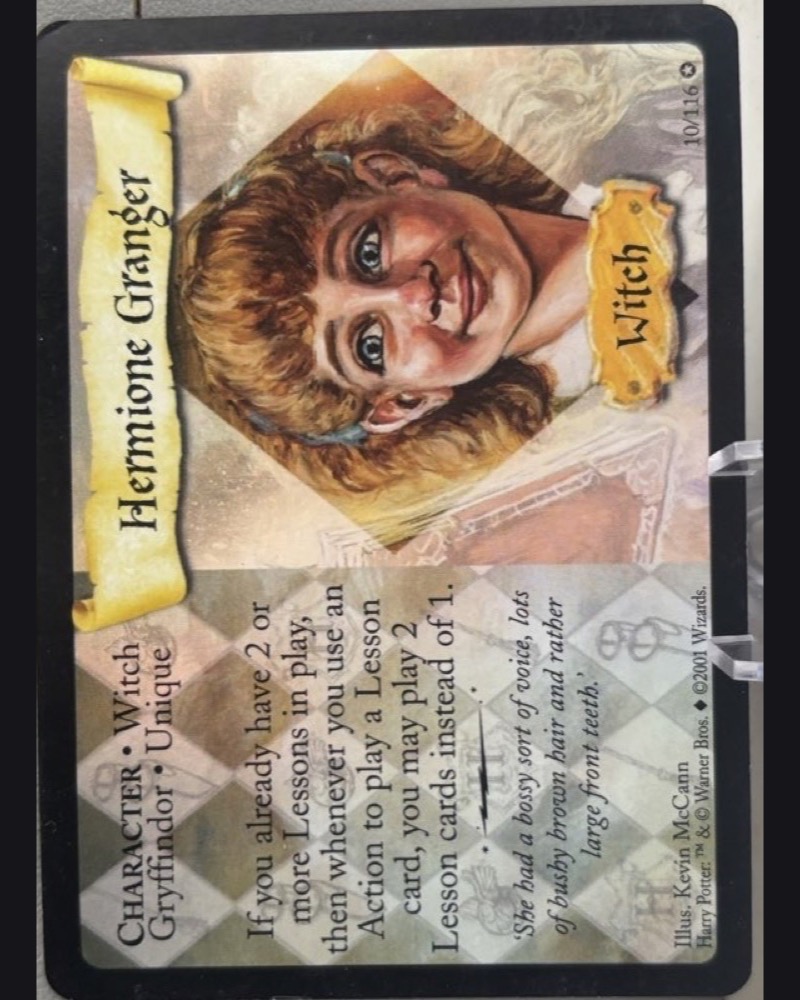 Hermione Granger
CHARACTER • Witch
Gryffindor • Unique
If you already have 2 or
more Lessons in play,
then whenever you use an
Action to play a Lesson
card, you may play 2
Lesson cards instead of 1.
'She had a bossy sort of voice, lots
of bushy brown hair and rather
large front teeth.'
Witch
Illus. Kevin McCann
Harry Potter: ™ & © Warner Bros. ◆ ©2001 Wizards.
10/116 ✪